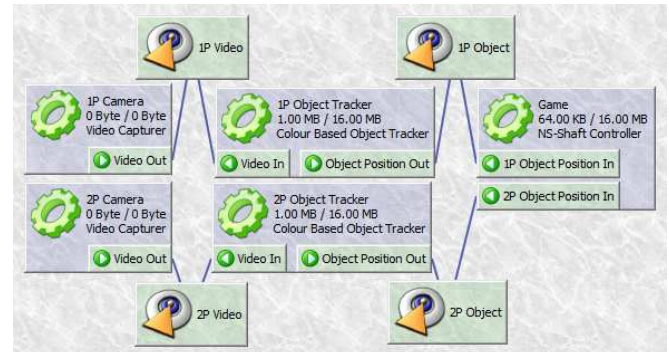 1P Video
1P Object
1P Camera
0 Byte / 0 Byte
Video Capturer
Video Out
1P Object Tracker
1.00 MB / 16.00 MB
Colour Based Object Tracker
Video In
Object Position Out
Game
64.00 KB / 16.00 MB
NS-Shaft Controller
1P Object Position In
2P Object Position In
2P Camera
0 Byte / 0 Byte
Video Capturer
Video Out
2P Object Tracker
1.00 MB / 16.00 MB
Colour Based Object Tracker
Video In
Object Position Out
2P Video
2P Object